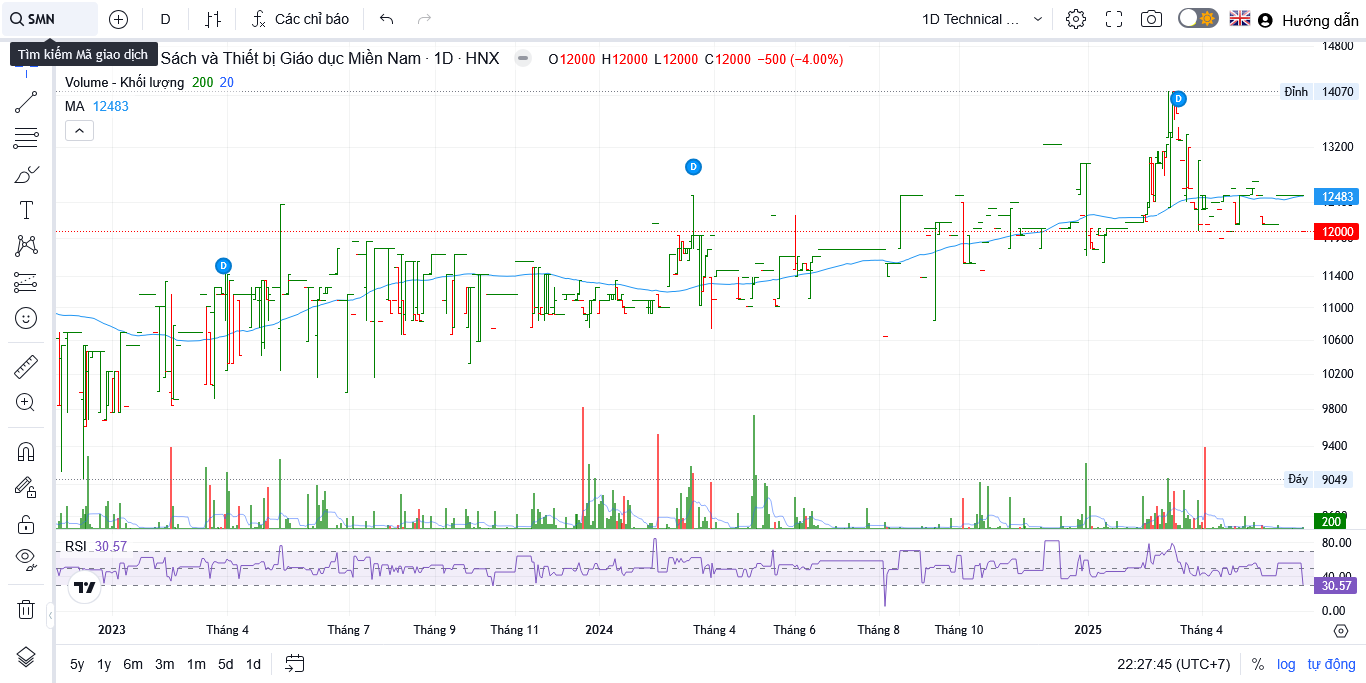 SMN D Các chỉ báo 1D Technical ... Hướng dẫn
Tìm kiếm Mã giao dịch
Sách và Thiết bị Giáo dục Miền Nam · 1D · HNX O12000 H12000 L12000 C12000 −500 (−4.00%)
Volume - Khối lượng 200 20
MA 12483
14800
Đỉnh 14070
D
13200
D
12483
12000
D
11400
11000
10600
10200
9800
9400
Đáy 9049
200
RSI 30.57
80.00
40.00
30.57
0.00
2023 Tháng 4 Tháng 7 Tháng 9 Tháng 11 2024 Tháng 4 Tháng 6 Tháng 8 Tháng 10 2025 Tháng 4
5y 1y 6m 3m 1m 5d 1d 22:27:45 (UTC+7) % log tự động